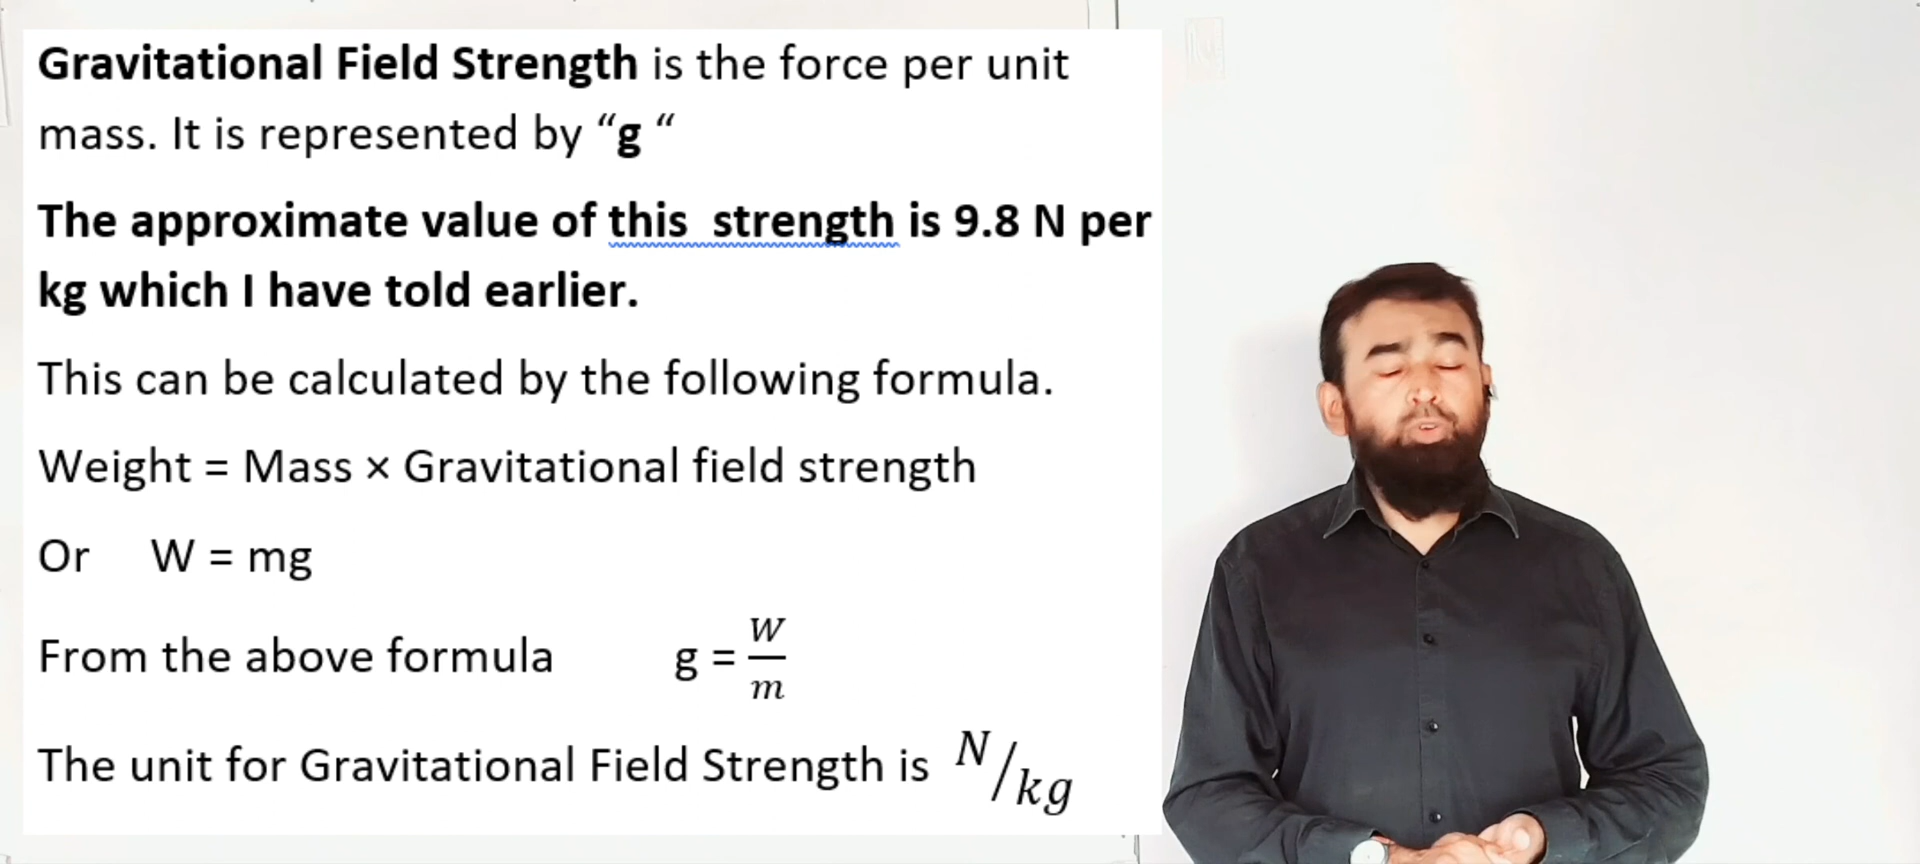 Gravitational Field Strength is the force per unit
mass. It is represented by “g “
The approximate value of this  strength is 9.8 N per
kg which I have told earlier.
This can be calculated by the following formula.
Weight = Mass × Gravitational field strength
Or W = mg
From the above formula g = W/m
The unit for Gravitational Field Strength is N/kg